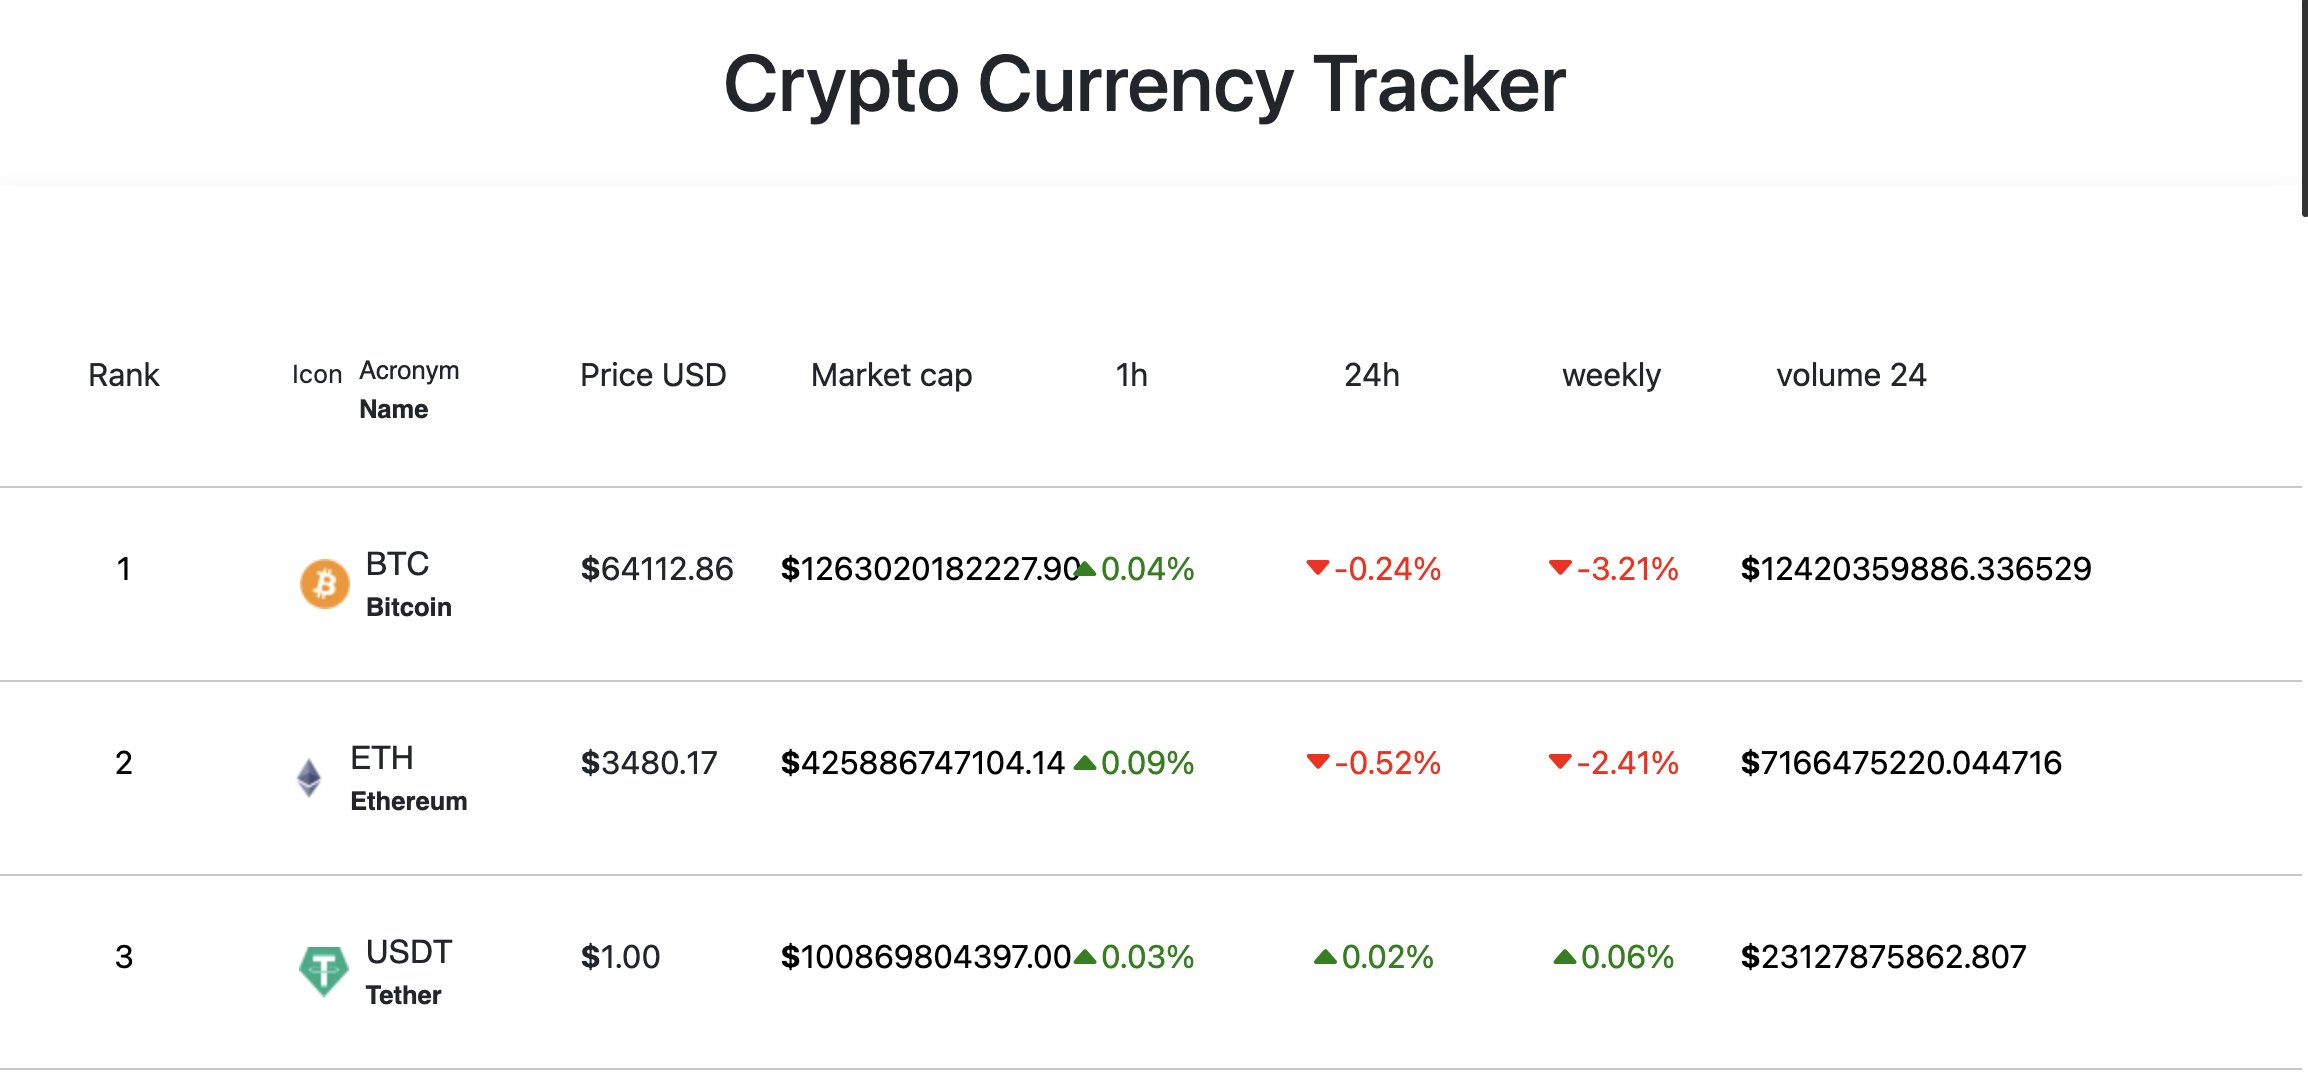 Crypto Currency Tracker
Rank Icon Acronym Name Price USD Market cap 1h 24h weekly volume 24
1 BTC Bitcoin $64112.86 $1263020182227.90 0.04% -0.24% -3.21% $12420359886.336529
2 ETH Ethereum $3480.17 $425886747104.14 0.09% -0.52% -2.41% $7166475220.044716
3 USDT Tether $1.00 $100869804397.00 0.03% 0.02% 0.06% $23127875862.807